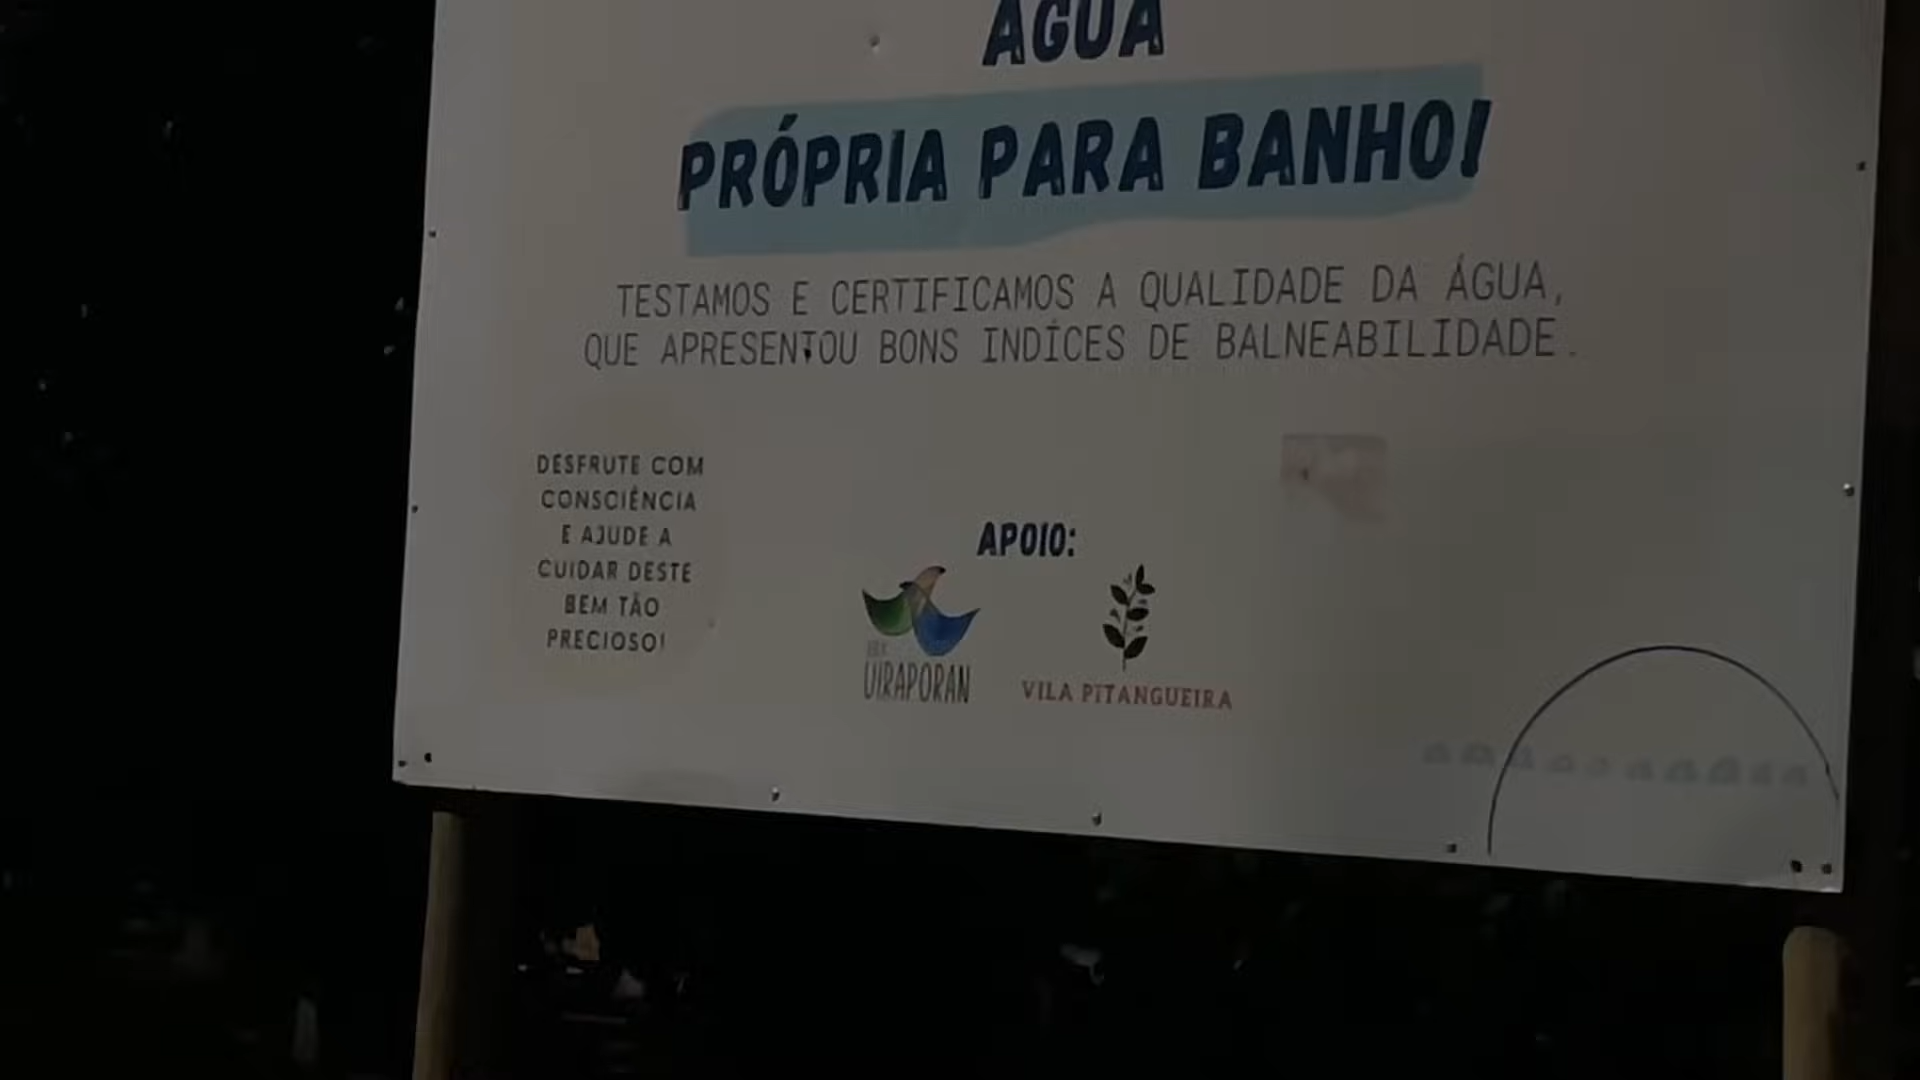 ÁGUA
PRÓPRIA PARA BANHO!
TESTAMOS E CERTIFICAMOS A QUALIDADE DA ÁGUA,
QUE APRESENTOU BONS INDÍCES DE BALNEABILIDADE.
DESFRUTE COM
CONSCIÊNCIA
E AJUDE A
CUIDAR DESTE
BEM TÃO
PRECIOSO!
APOIO:
UIRAPORAN
VILA PITANGUEIRA